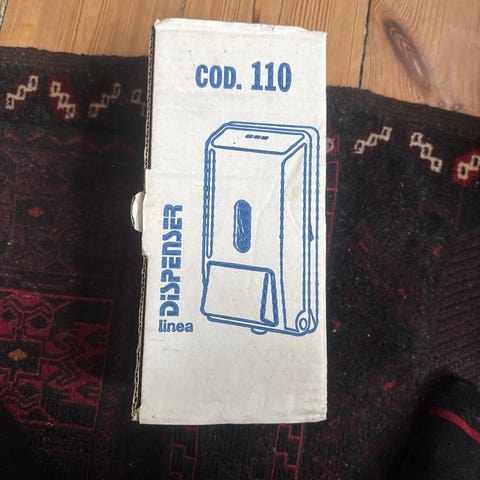 COD. 110
linea
DISPENSER